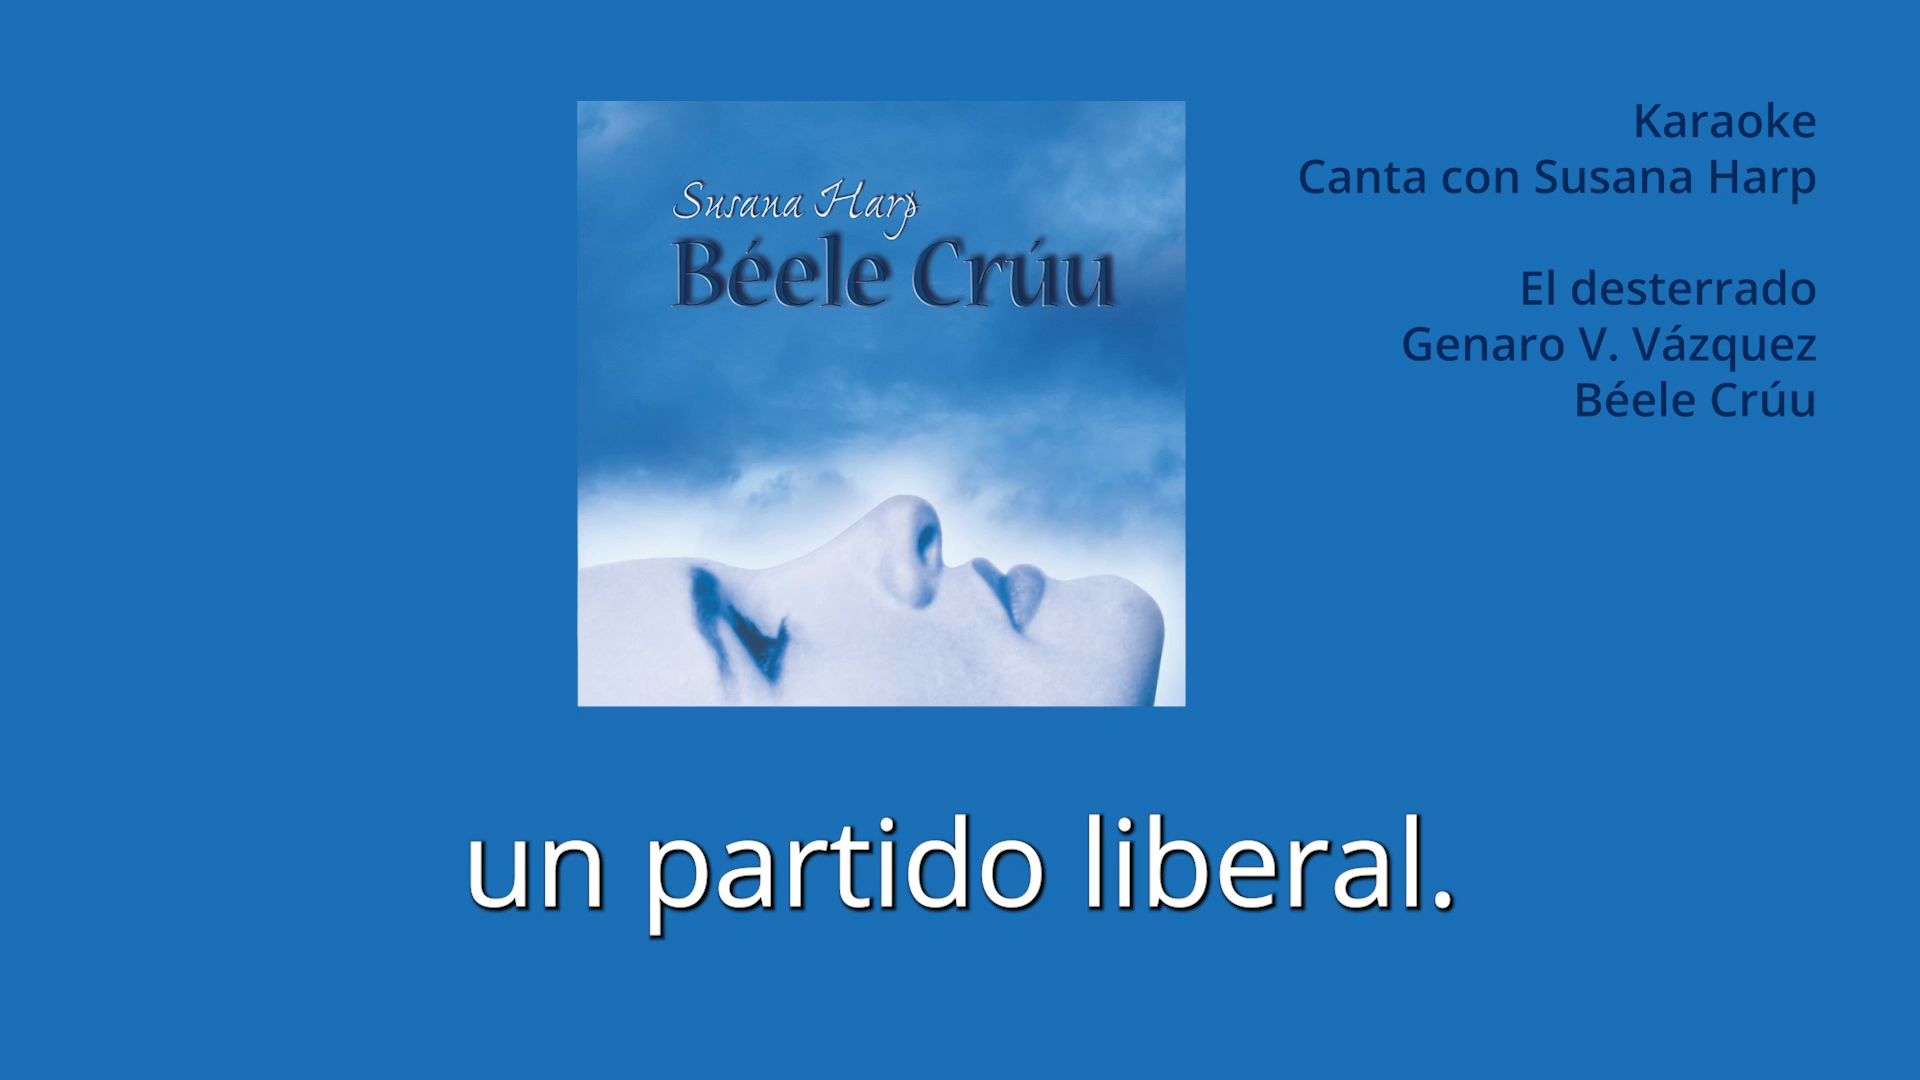 Karaoke
Canta con Susana Harp
El desterrado
Genaro V. Vázquez
Béele Crúu
Susana Harp
Béele Crúu
un partido liberal.